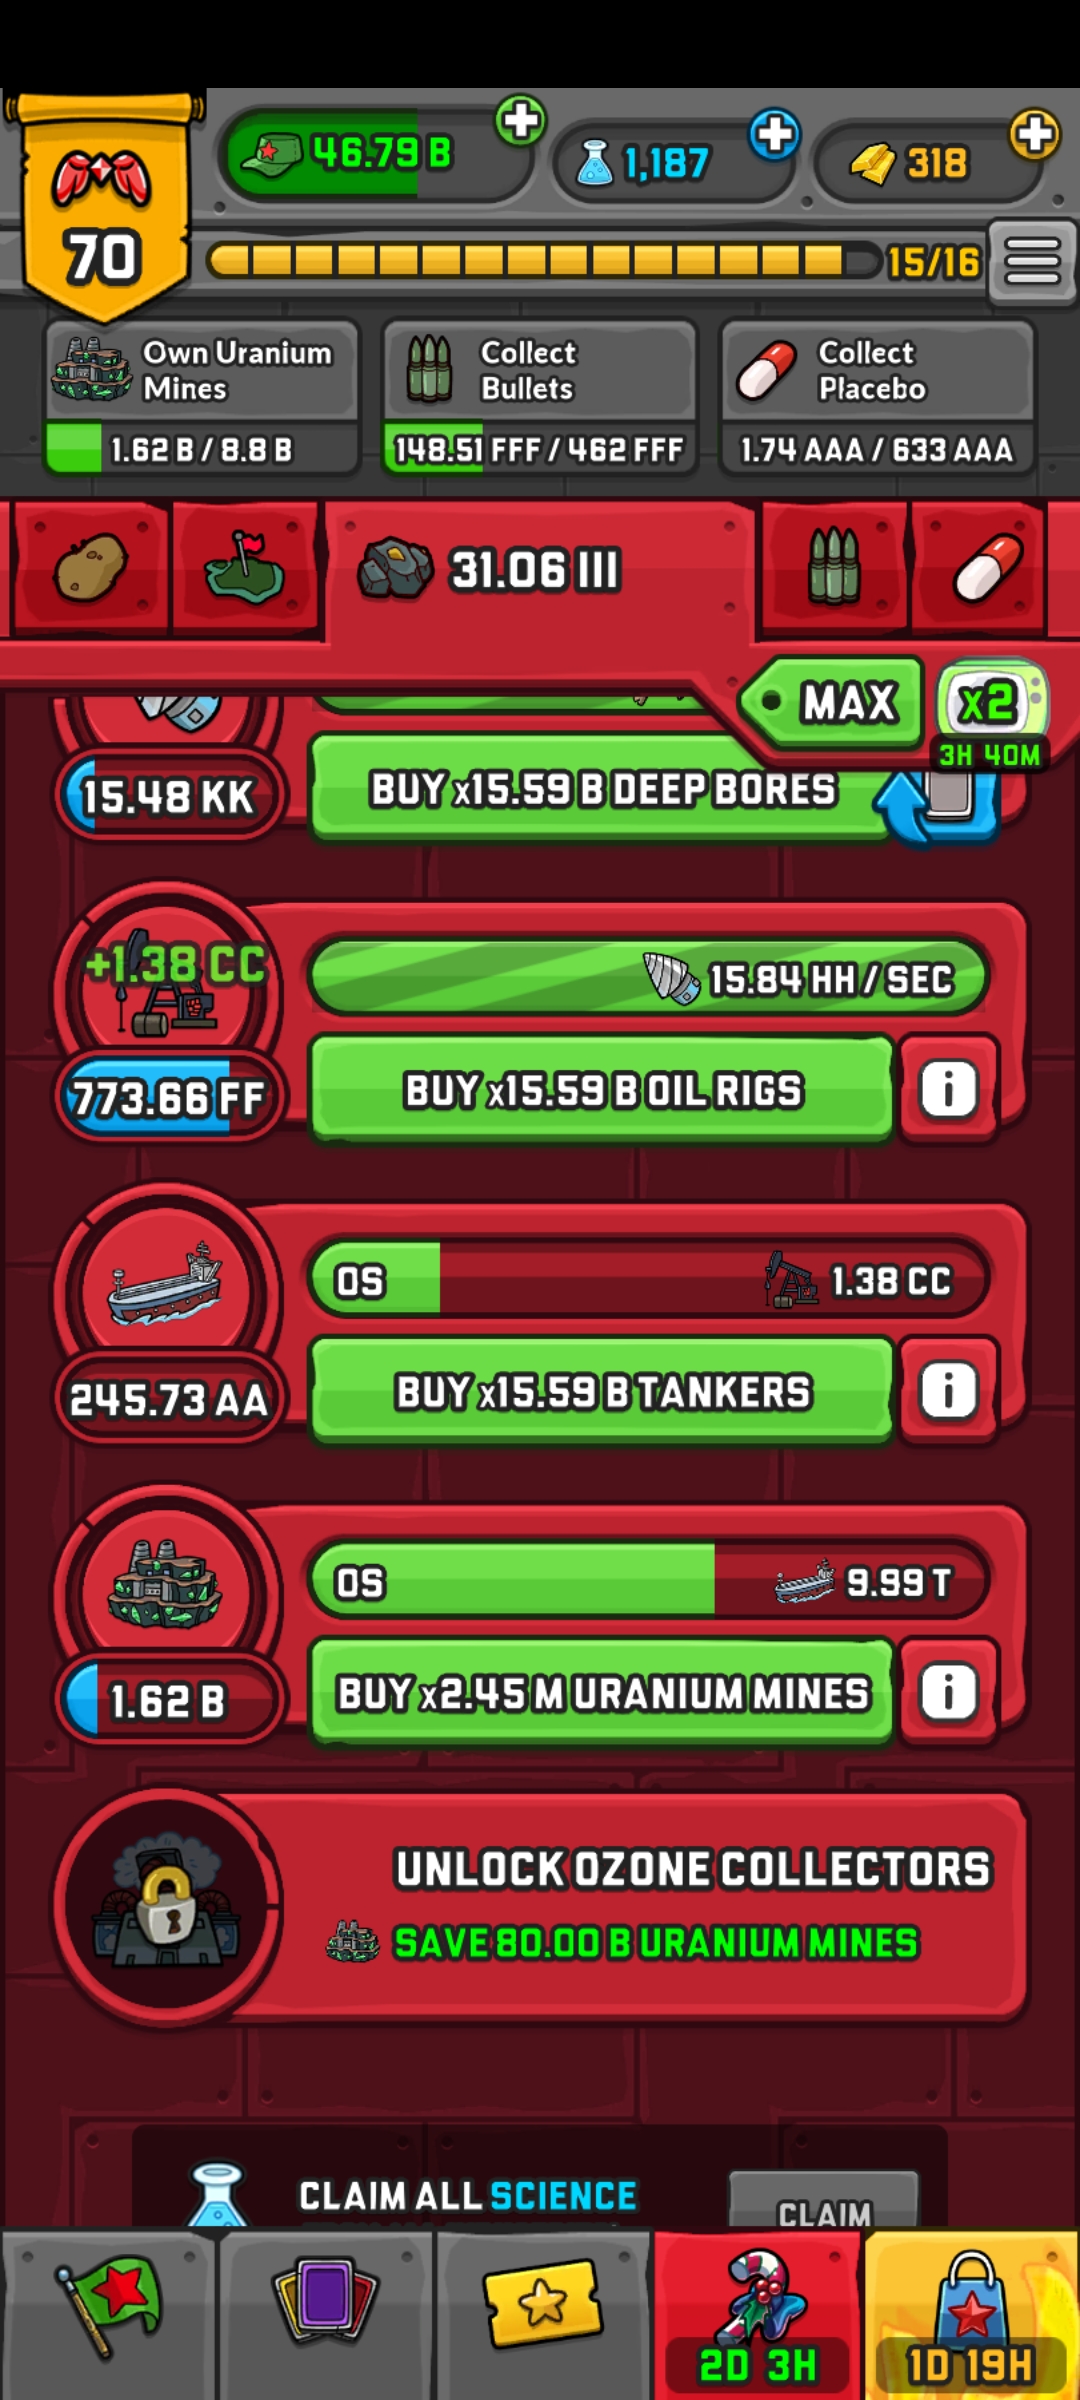 46.79 B
1,187
318
70
15/16
Own Uranium
Mines
1.62 B / 8.8 B
Collect
Bullets
148.51 FFF / 462 FFF
Collect
Placebo
1.74 AAA / 633 AAA
31.06 III
MAX
x2
3H 40M
15.48 KK
BUY x15.59 B DEEP BORES
+1.38 CC
15.84 HH / SEC
773.66 FF
BUY x15.59 B OIL RIGS
i
0S
1.38 CC
245.73 AA
BUY x15.59 B TANKERS
i
0S
9.99 T
1.62 B
BUY x2.45 M URANIUM MINES
i
UNLOCK OZONE COLLECTORS
SAVE 80.00 B URANIUM MINES
CLAIM ALL SCIENCE
CLAIM
2D 3H
1D 19H